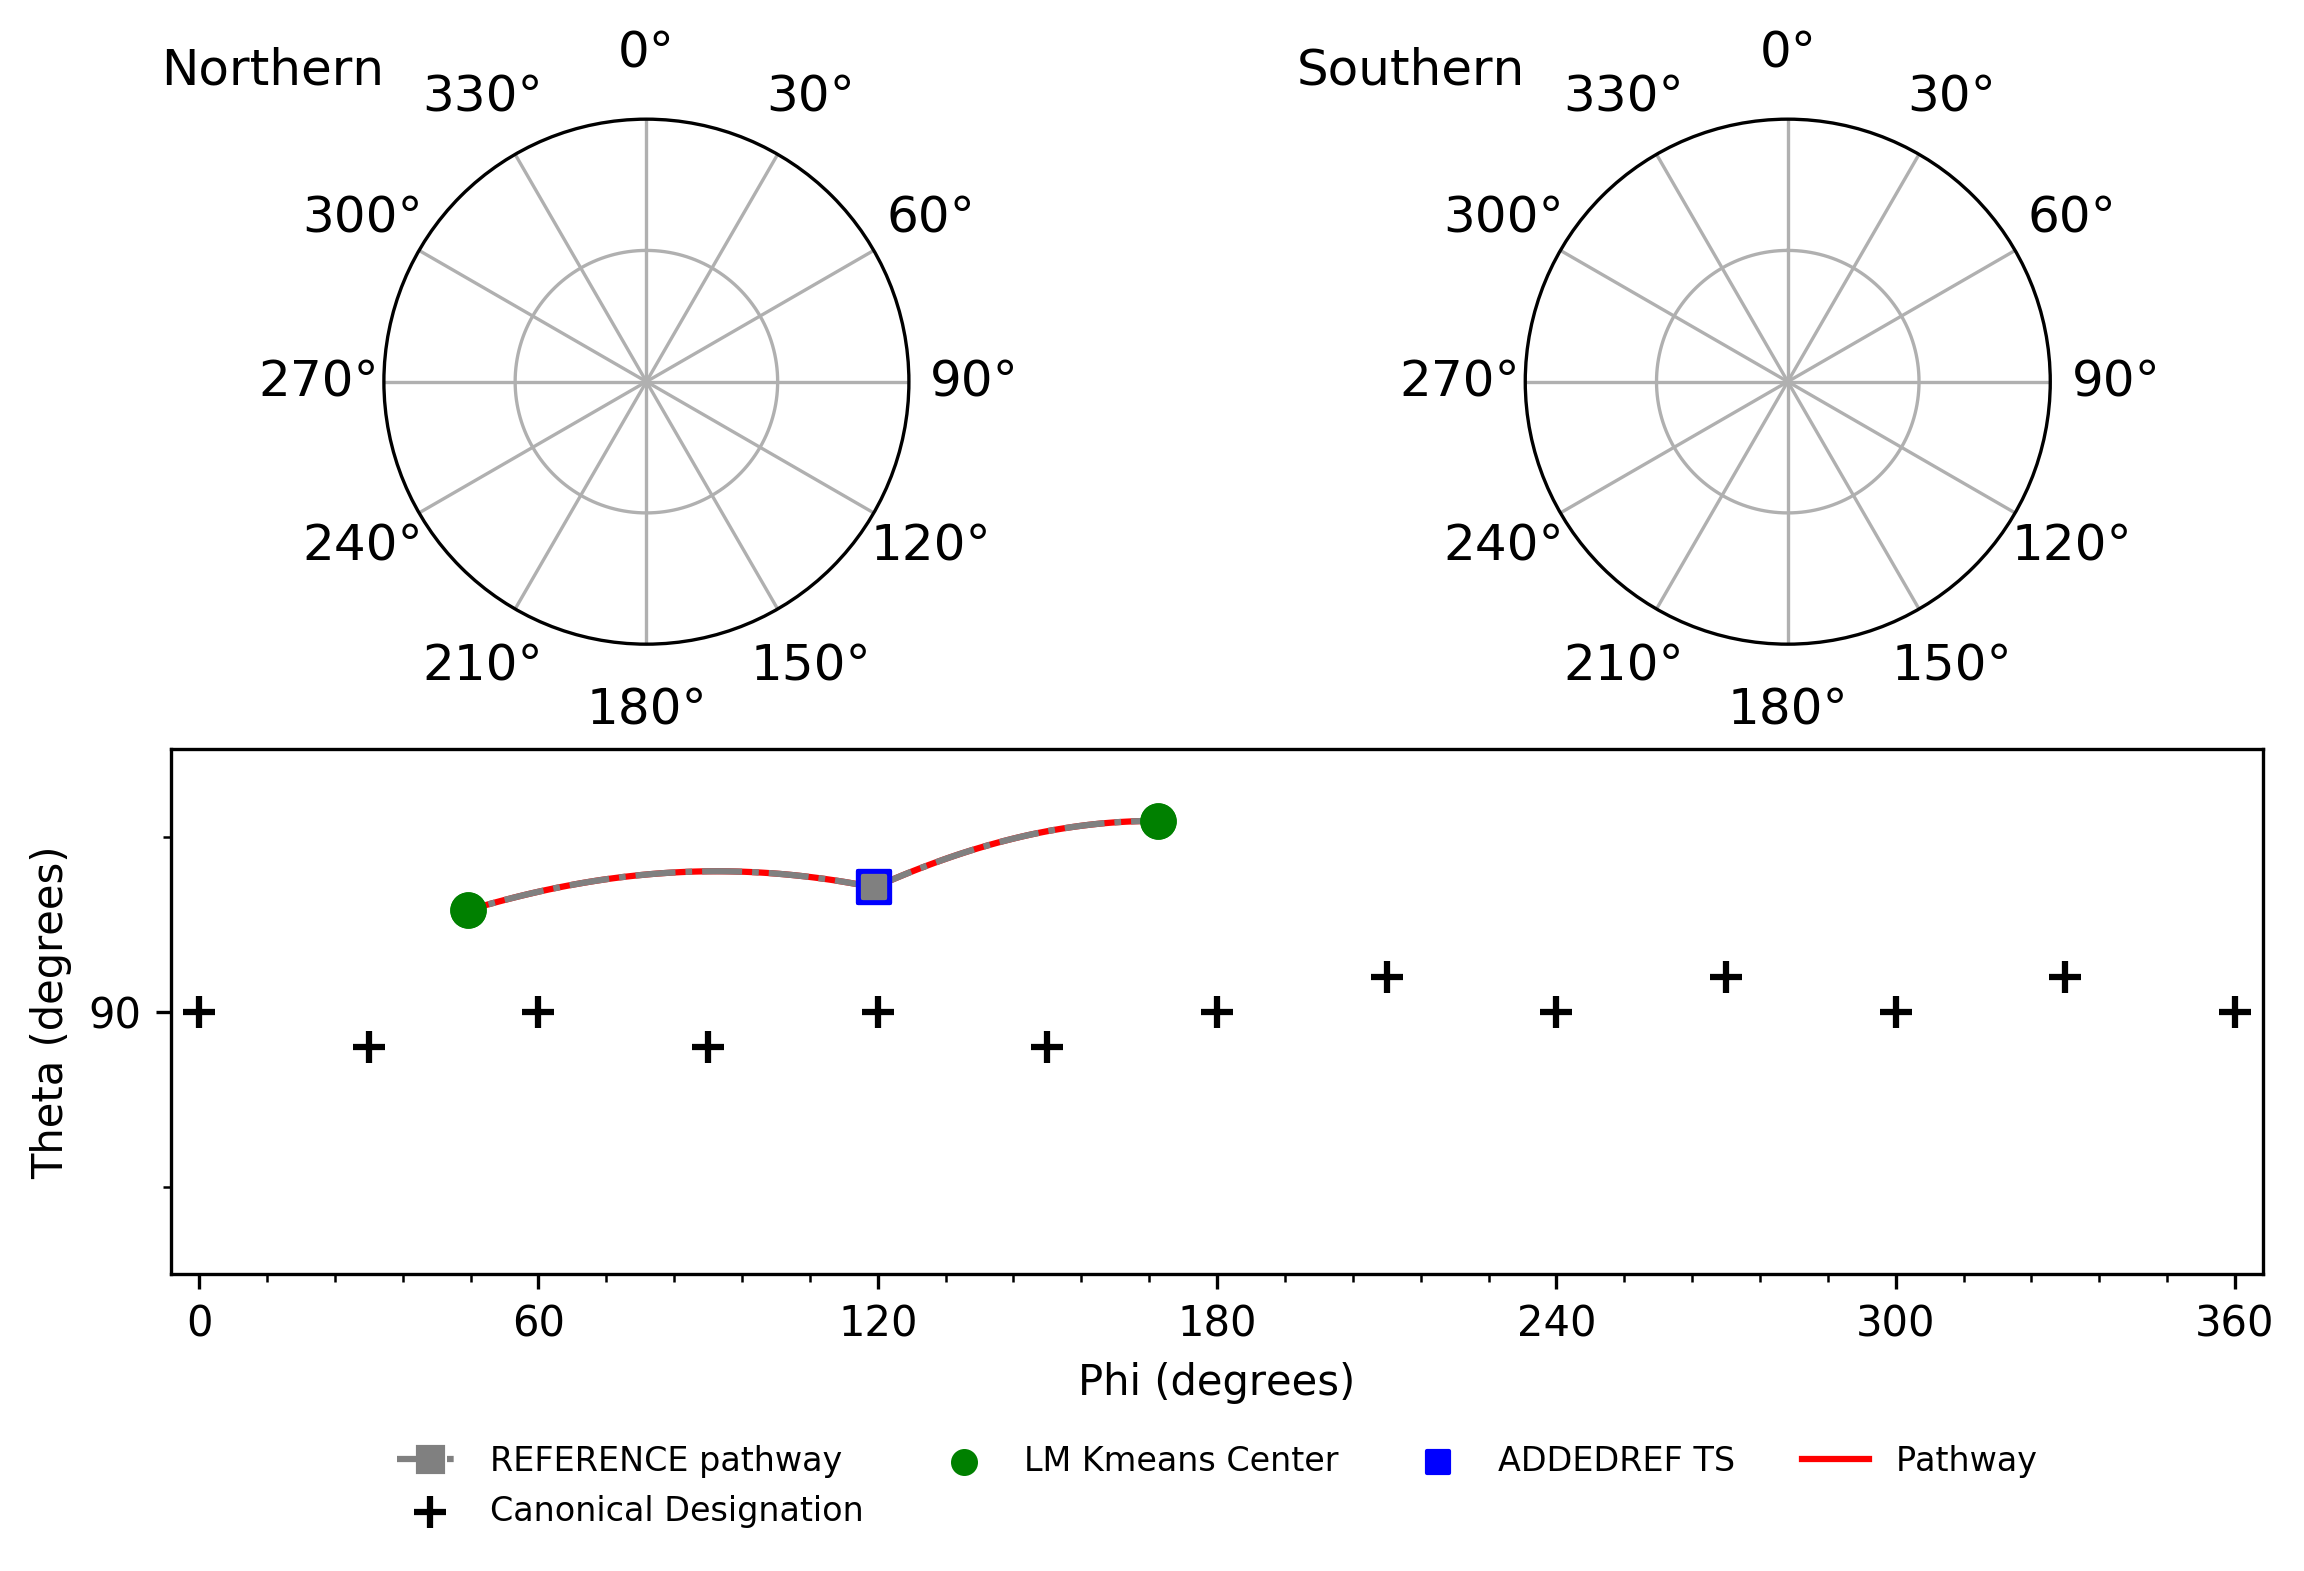 Northern
0°
30°
60°
90°
120°
150°
180°
210°
240°
270°
300°
330°
Southern
0°
30°
60°
90°
120°
150°
180°
210°
240°
270°
300°
330°
Theta (degrees)
90
0 60 120 180 240 300 360
Phi (degrees)
REFERENCE pathway
Canonical Designation
LM Kmeans Center
ADDEDREF TS
Pathway